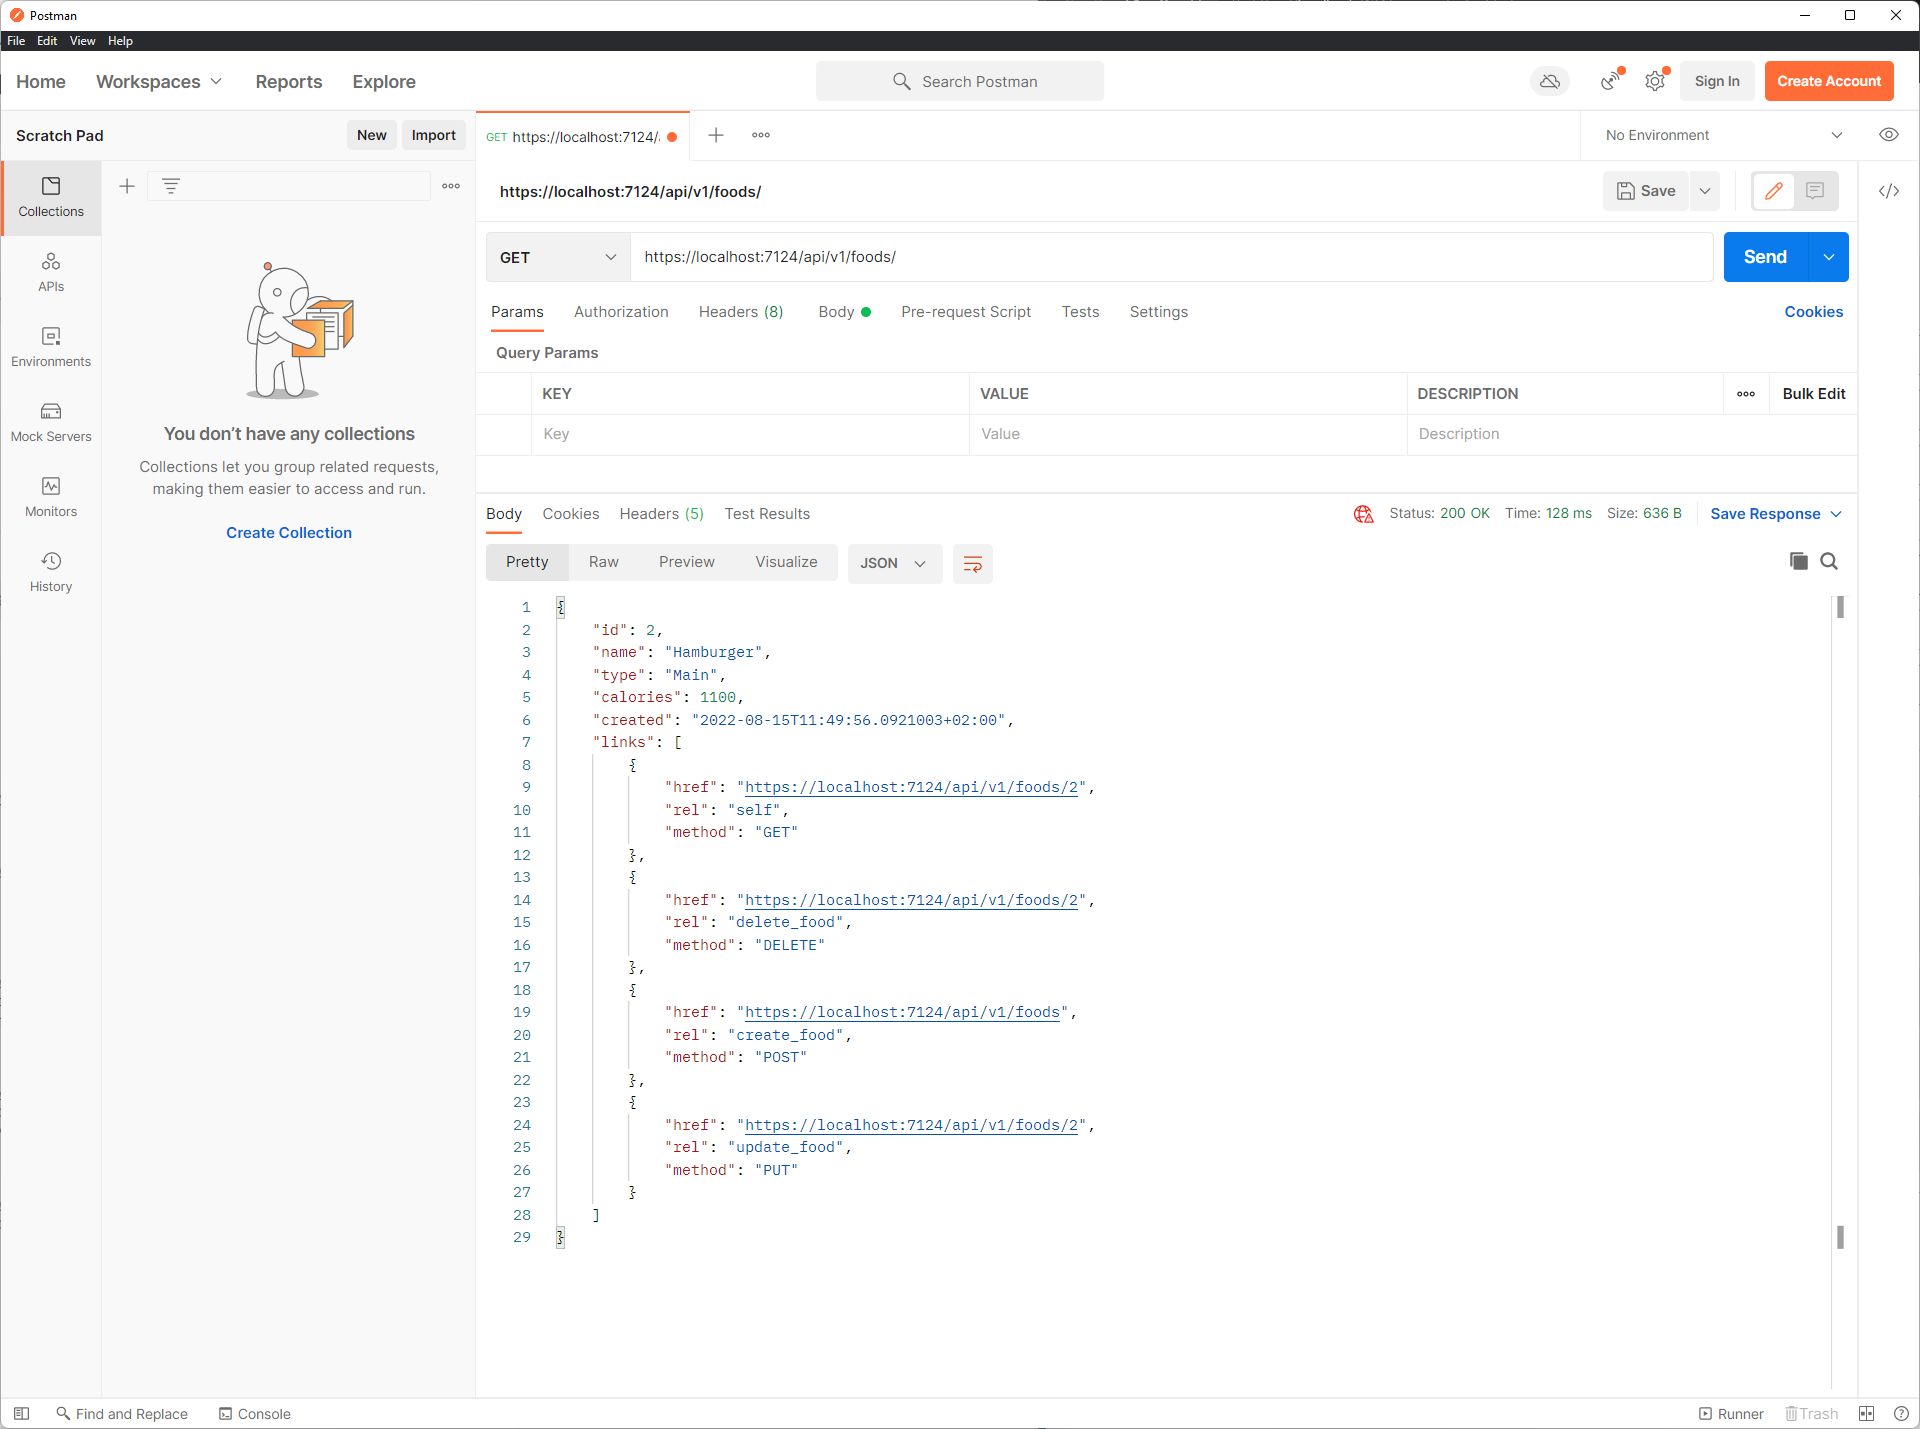 Postman
File Edit View Help
Home Workspaces Reports Explore Search Postman Sign In Create Account
Scratch Pad New Import GET https://localhost:7124/ No Environment
https://localhost:7124/api/v1/foods/ Save
Collections
APIs
Environments
Mock Servers
Monitors
History
You don’t have any collections
Collections let you group related requests,
making them easier to access and run.
Create Collection
GET https://localhost:7124/api/v1/foods/ Send
Params Authorization Headers (8) Body Pre-request Script Tests Settings Cookies
Query Params
KEY VALUE DESCRIPTION Bulk Edit
Key Value Description
Body Cookies Headers (5) Test Results Status: 200 OK Time: 128 ms Size: 636 B Save Response
Pretty Raw Preview Visualize JSON
1 {
2 "id": 2,
3 "name": "Hamburger",
4 "type": "Main",
5 "calories": 1100,
6 "created": "2022-08-15T11:49:56.0921003+02:00",
7 "links": [
8 {
9 "href": "https://localhost:7124/api/v1/foods/2",
10 "rel": "self",
11 "method": "GET"
12 },
13 {
14 "href": "https://localhost:7124/api/v1/foods/2",
15 "rel": "delete_food",
16 "method": "DELETE"
17 },
18 {
19 "href": "https://localhost:7124/api/v1/foods",
20 "rel": "create_food",
21 "method": "POST"
22 },
23 {
24 "href": "https://localhost:7124/api/v1/foods/2",
25 "rel": "update_food",
26 "method": "PUT"
27 }
28 ]
29 }
Find and Replace Console Runner Trash